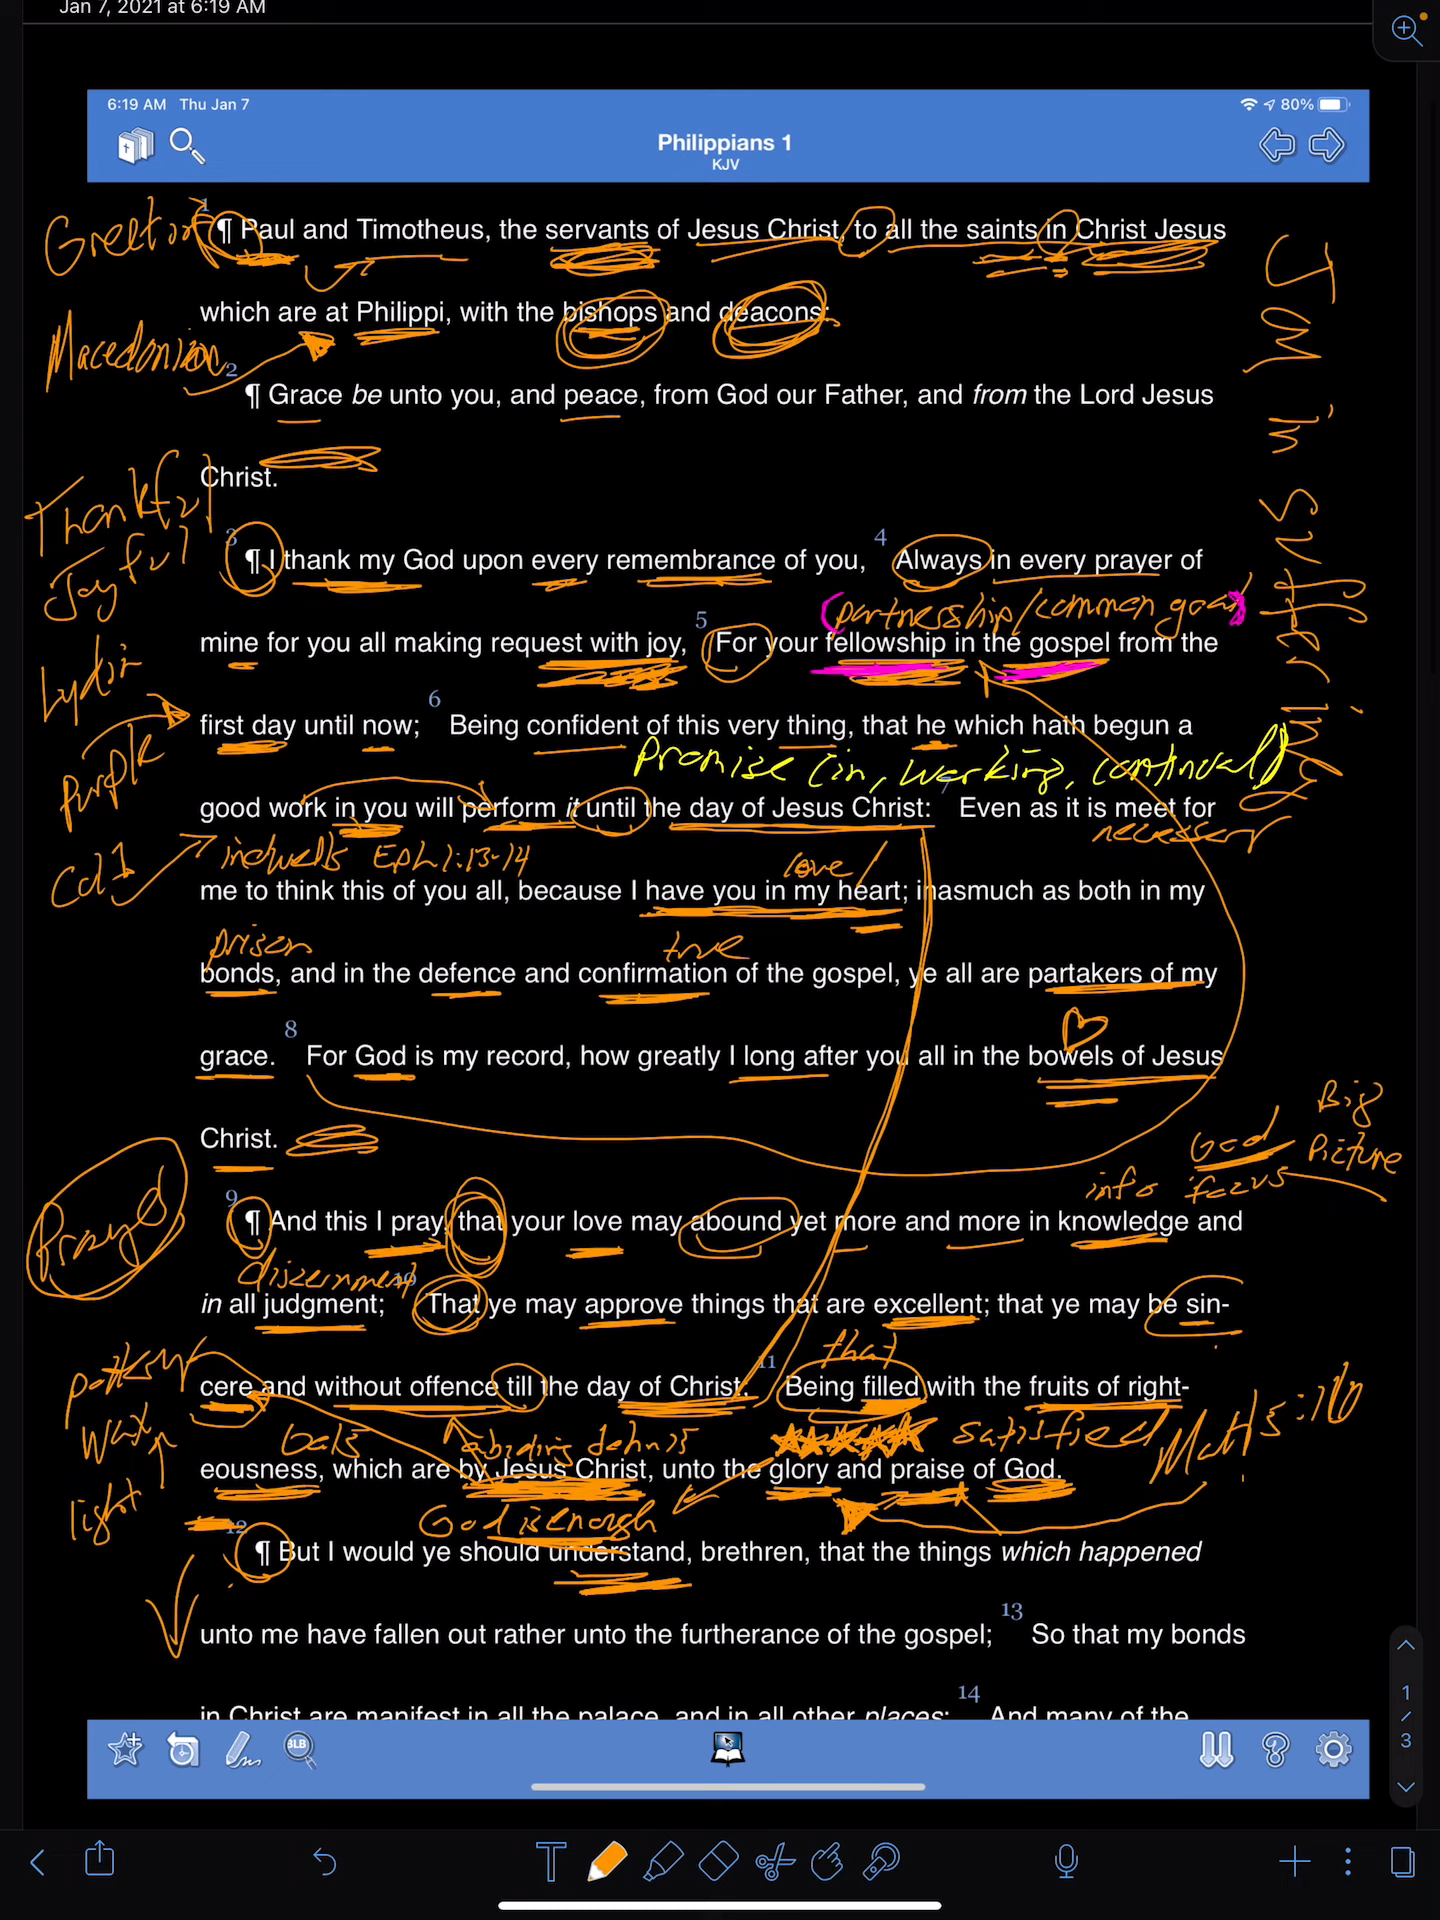 Jan 7, 2021 at 6:19 AM
6:19 AM Thu Jan 7
80%
Philippians 1
KJV
1
¶ Paul and Timotheus, the servants of Jesus Christ, to all the saints in Christ Jesus
which are at Philippi, with the bishops and deacons:
Macedonian
2
¶ Grace be unto you, and peace, from God our Father, and from the Lord Jesus
Christ.
Thankful
Joyful
3 4
¶ I thank my God upon every remembrance of you, Always in every prayer of
(partnesship/common goal)
5
mine for you all making request with joy, For your fellowship in the gospel from the
Lydia
6
first day until now; Being confident of this very thing, that he which hath begun a
purple
Promise (in, working, continual)
7
good work in you will perform it until the day of Jesus Christ: Even as it is meet for
Joy in suffering
indwells Eph 1:13-14
love
me to think this of you all, because I have you in my heart; inasmuch as both in my
prison true
bonds, and in the defence and confirmation of the gospel, ye all are partakers of my
8
grace. For God is my record, how greatly I long after you all in the bowels of Jesus
Christ.
Big
God Picture
info focus
9
¶ And this I pray, that your love may abound yet more and more in knowledge and
discernment
10
in all judgment; That ye may approve things that are excellent; that ye may be sin-
that
11
cere and without offence till the day of Christ; Being filled with the fruits of right-
pottery
wax
light
satisfied
eousness, which are by Jesus Christ, unto the glory and praise of God.
God is enough
Matt 5:16
12
¶ But I would ye should understand, brethren, that the things which happened
13
unto me have fallen out rather unto the furtherance of the gospel; So that my bonds
14
in Christ are manifest in all the palace, and in all other places; And many of the
BLB
1
/
3
T